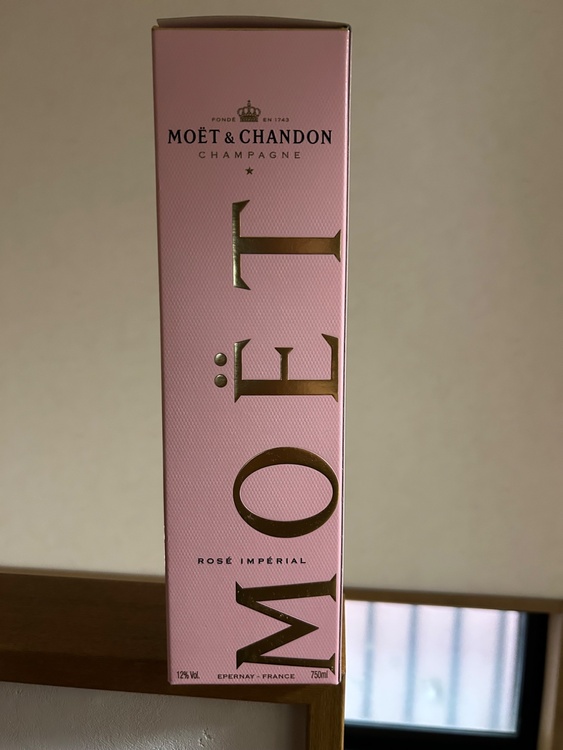 FONDÉ EN 1743
MOËT & CHANDON
CHAMPAGNE
MOËT
ROSÉ IMPÉRIAL
12% Vol. EPERNAY - FRANCE 750ml